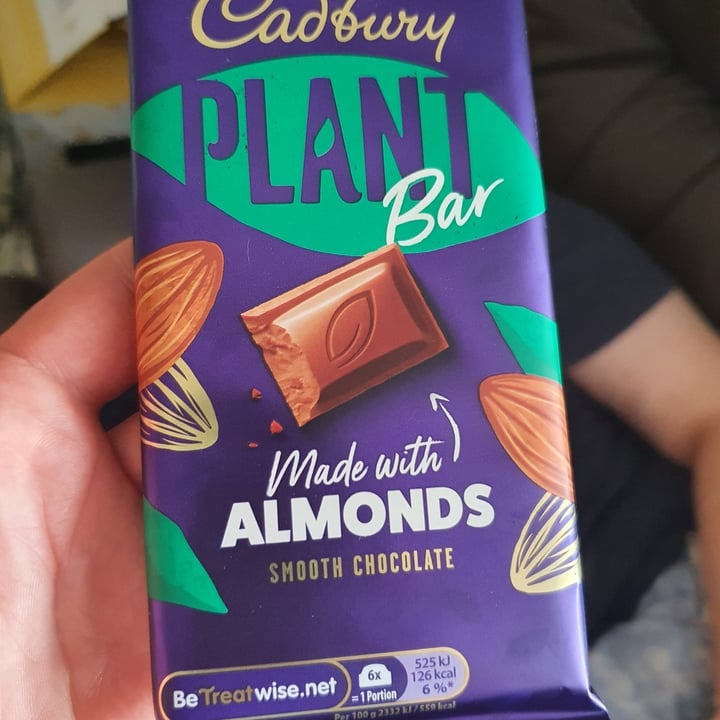 Cadbury
PLANT
Bar
Made with
ALMONDS
SMOOTH CHOCOLATE
BeTreatwise.net
6x
= 1 Portion
525 kJ
126 kcal
6 %*
Per 100 g 2332 kJ / 559 kcal